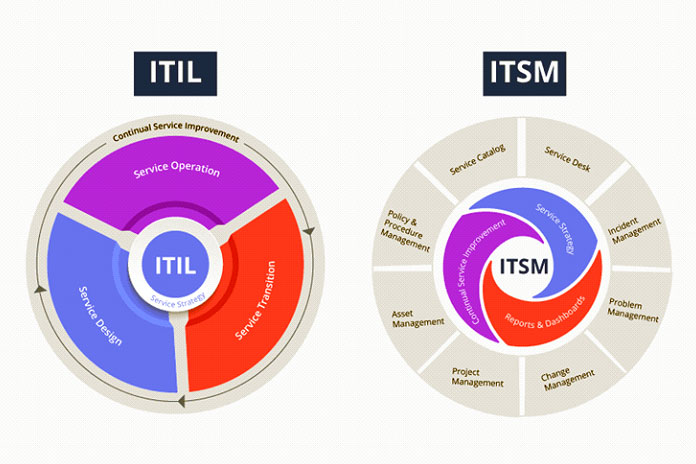 ITIL
Continual Service Improvement
Service Operation
Service Transition
Service Design
ITIL
Service Strategy
ITSM
Service Catalog
Service Desk
Incident
Management
Problem
Management
Change
Management
Project
Management
Asset
Management
Policy &
Procedure
Management
Service Strategy
Reports & Dashboards
Continual Service Improvement
ITSM